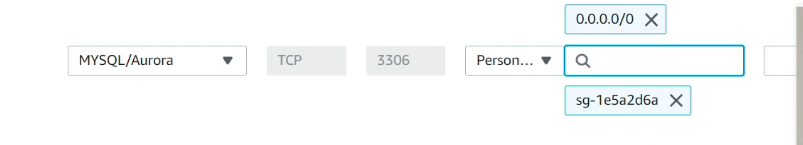 0.0.0.0/0
MYSQL/Aurora TCP 3306 Person...
sg-1e5a2d6a